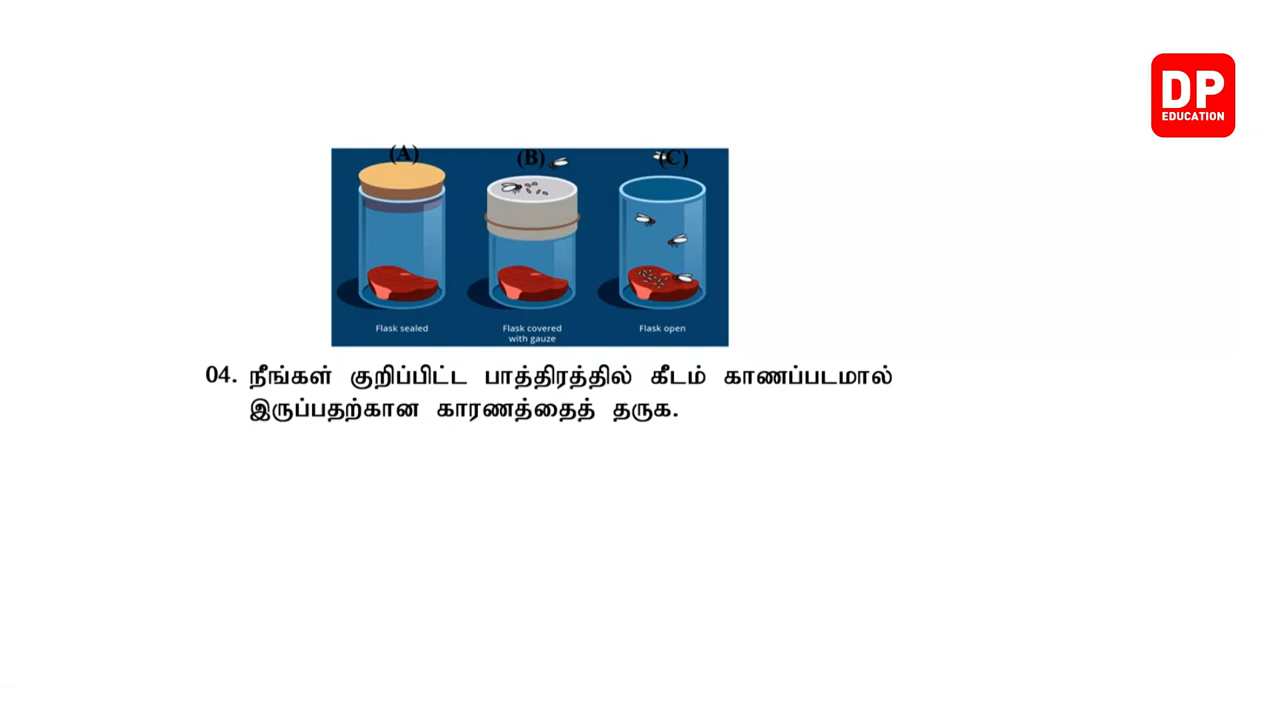 DP
EDUCATION
(A) (B) (C)
Flask sealed
Flask covered
with gauze
Flask open
04. நீங்கள் குறிப்பிட்ட பாத்திரத்தில் கீடம் காணப்படமால்
இருப்பதற்கான காரணத்தைத் தருக.